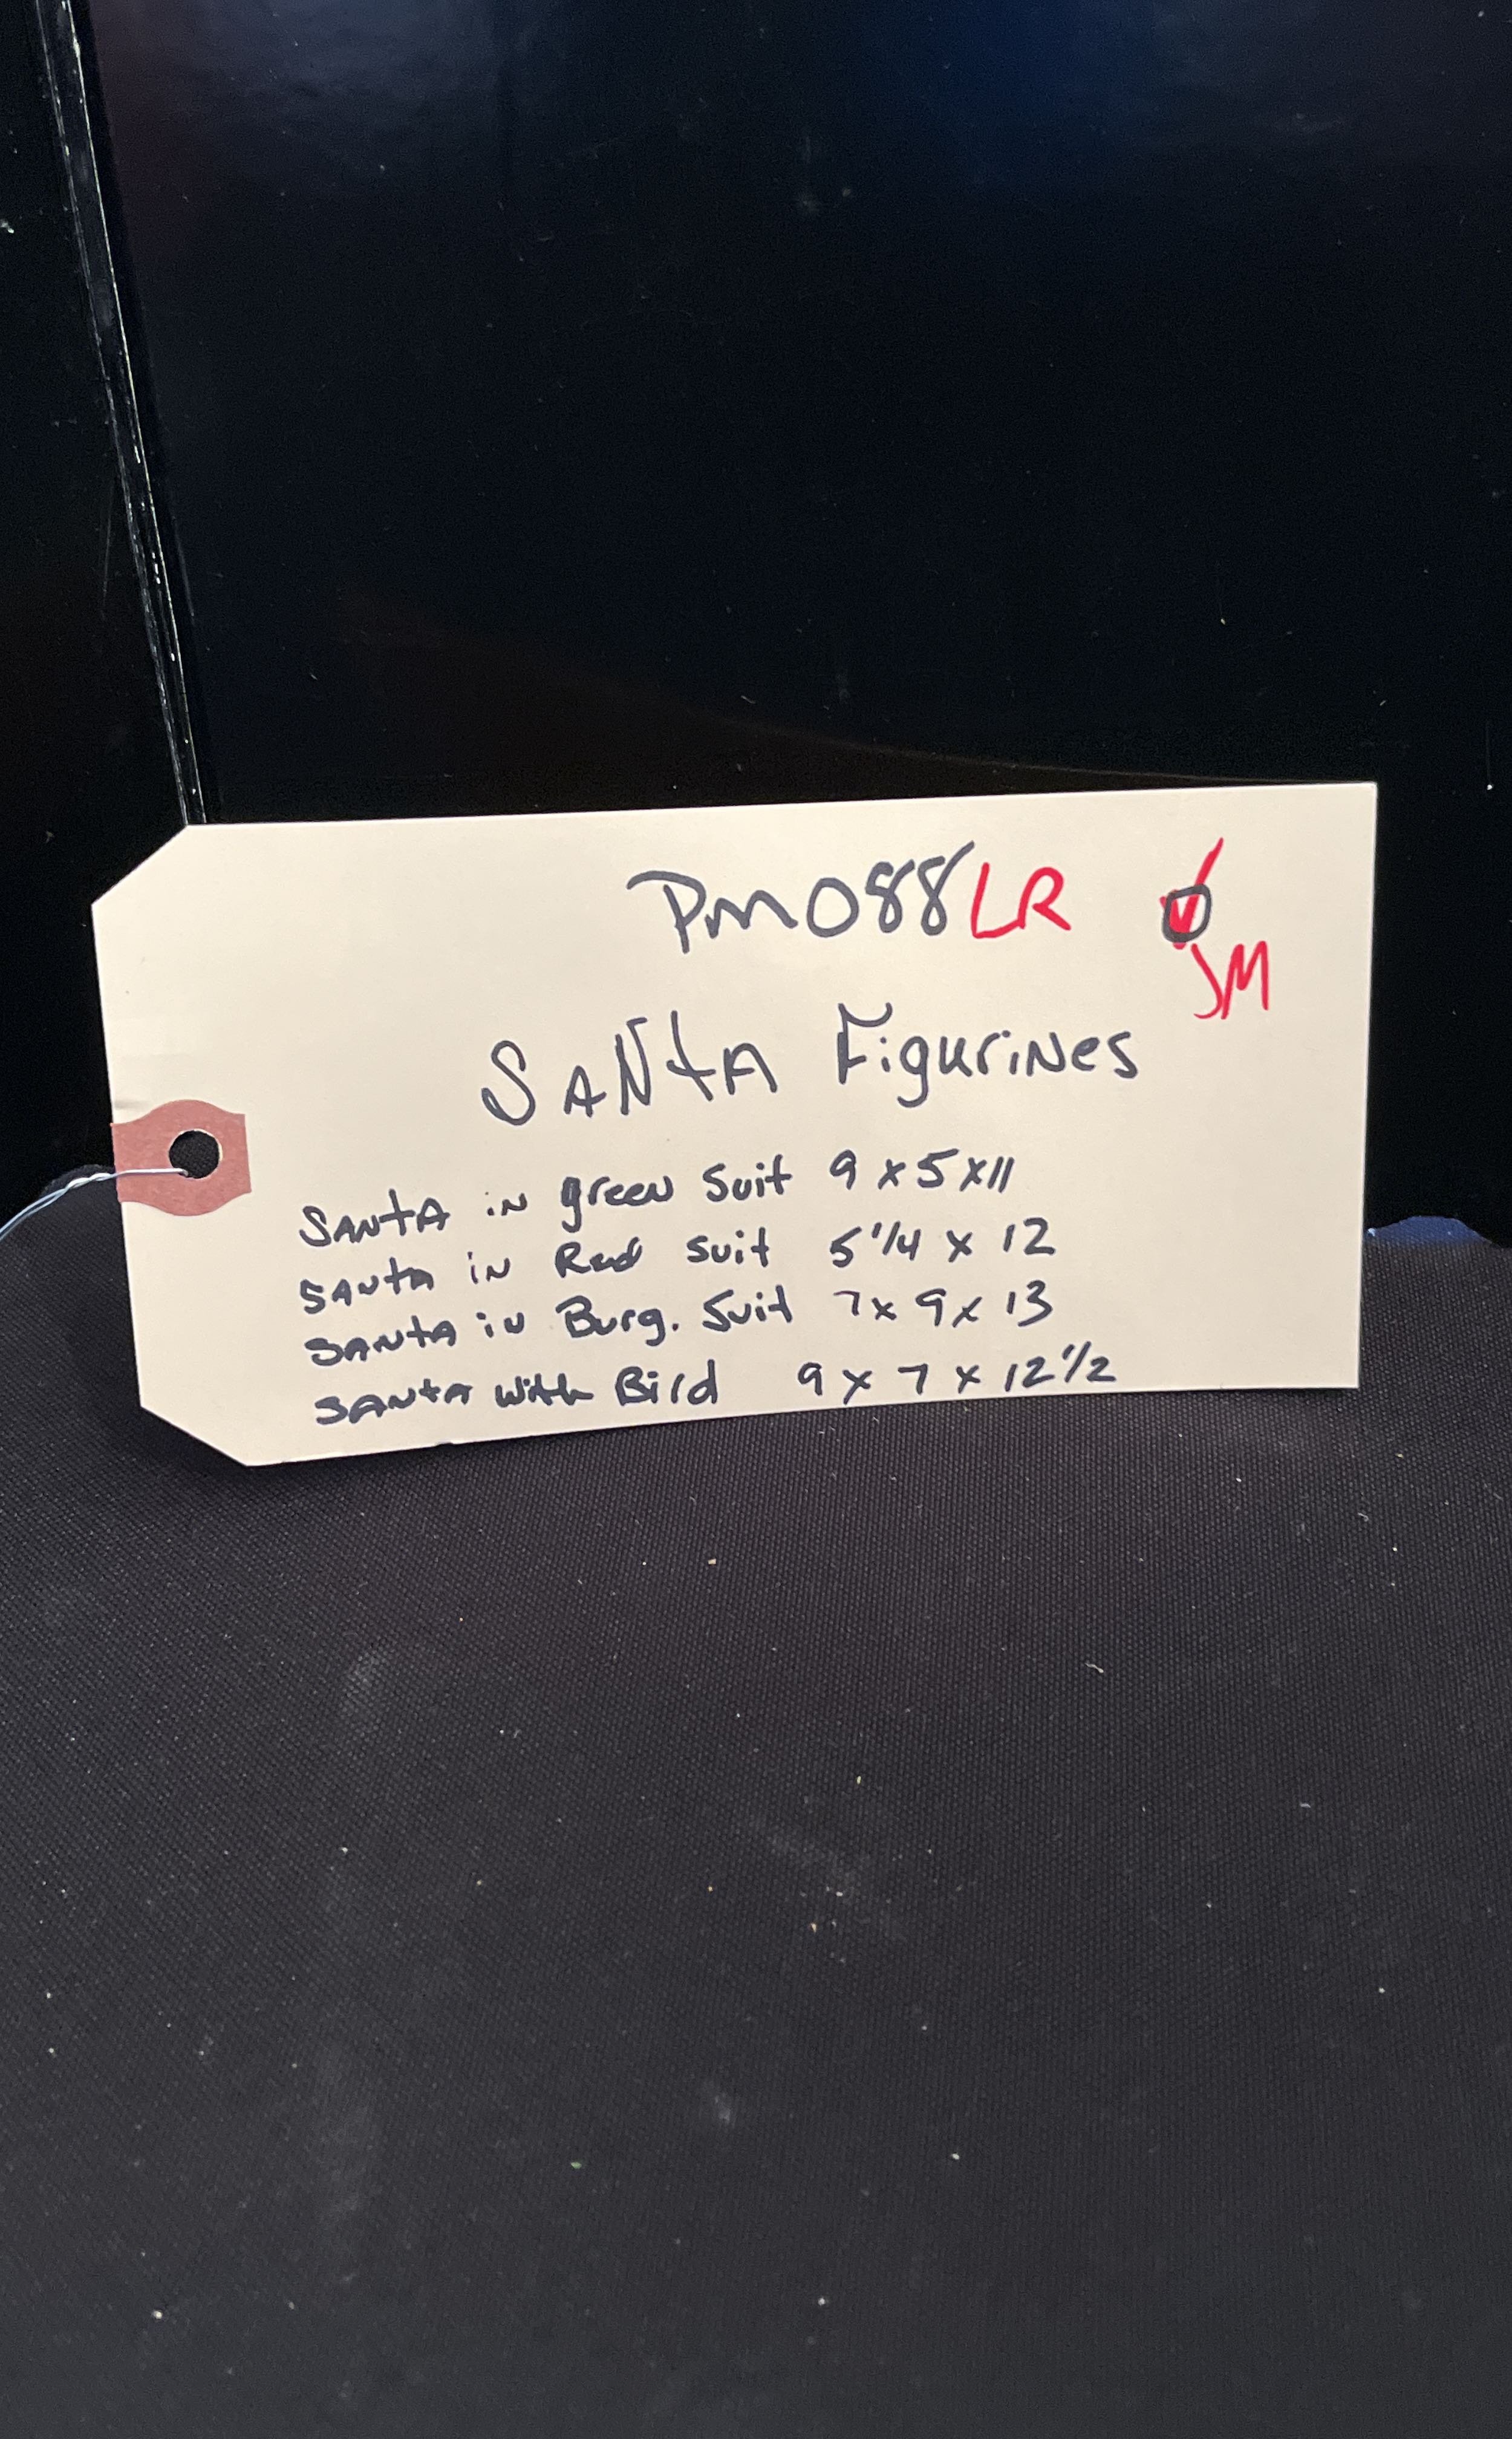 PM088LR
JM
SANtA FiguriNes
SANtA iN green Suit 9 x 5 x 11
SANtA iN Red suit 5 1/4 x 12
SANtA iN Burg. Suit 7 x 9 x 13
SANtA with Bird 9 x 7 x 12 1/2